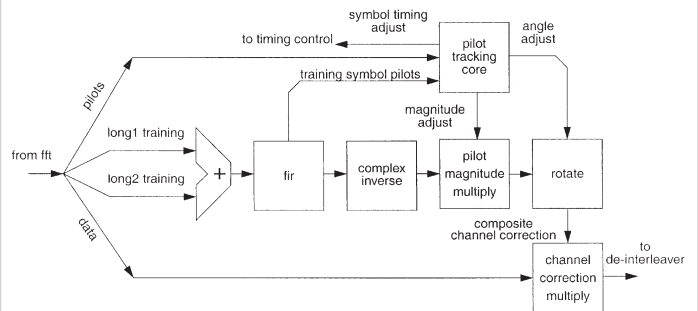 symbol timing
adjust
angle
adjust
to timing control
pilot
tracking
core
training symbol pilots
pilots
magnitude
adjust
long1 training
from fft
long2 training
+
fir
complex
inverse
pilot
magnitude
multiply
rotate
data
composite
channel correction
channel
correction
multiply
to
de-interleaver